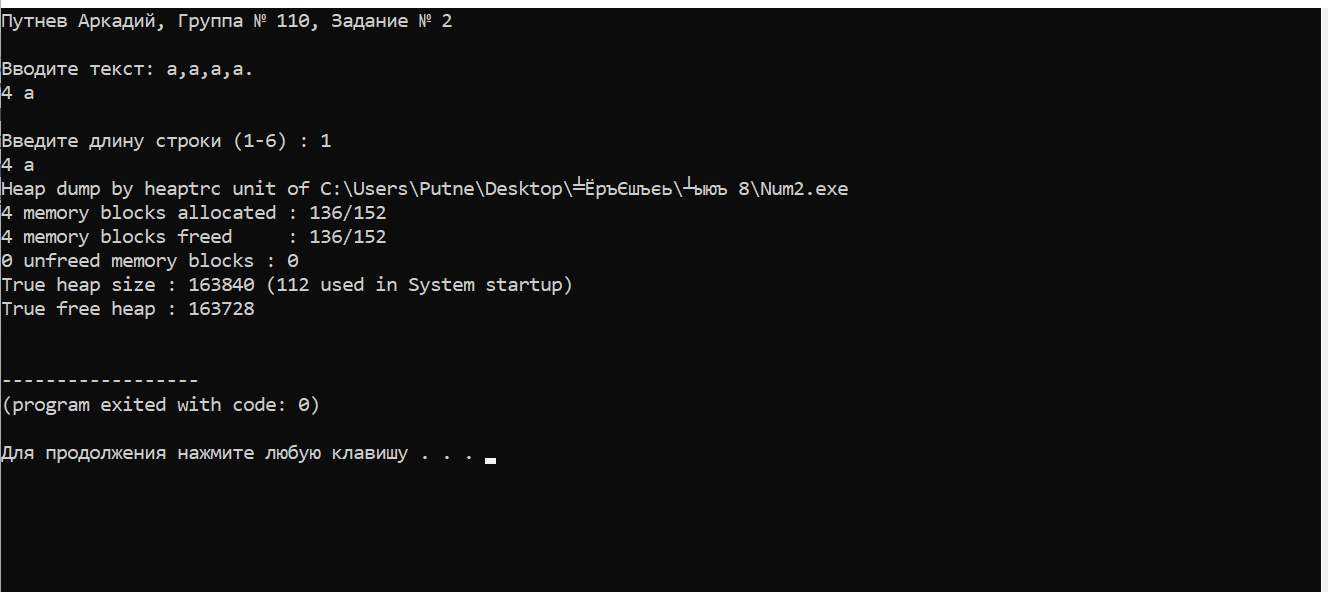 Путнев Аркадий, Группа № 110, Задание № 2
Вводите текст: a,a,a,a.
4 a
Введите длину строки (1-6) : 1
4 a
Heap dump by heaptrc unit of C:\Users\Putne\Desktop\╧ЁръЄшъєь\┴ыюъ 8\Num2.exe
4 memory blocks allocated : 136/152
4 memory blocks freed     : 136/152
0 unfreed memory blocks : 0
True heap size : 163840 (112 used in System startup)
True free heap : 163728
------------------
(program exited with code: 0)
Для продолжения нажмите любую клавишу . . .